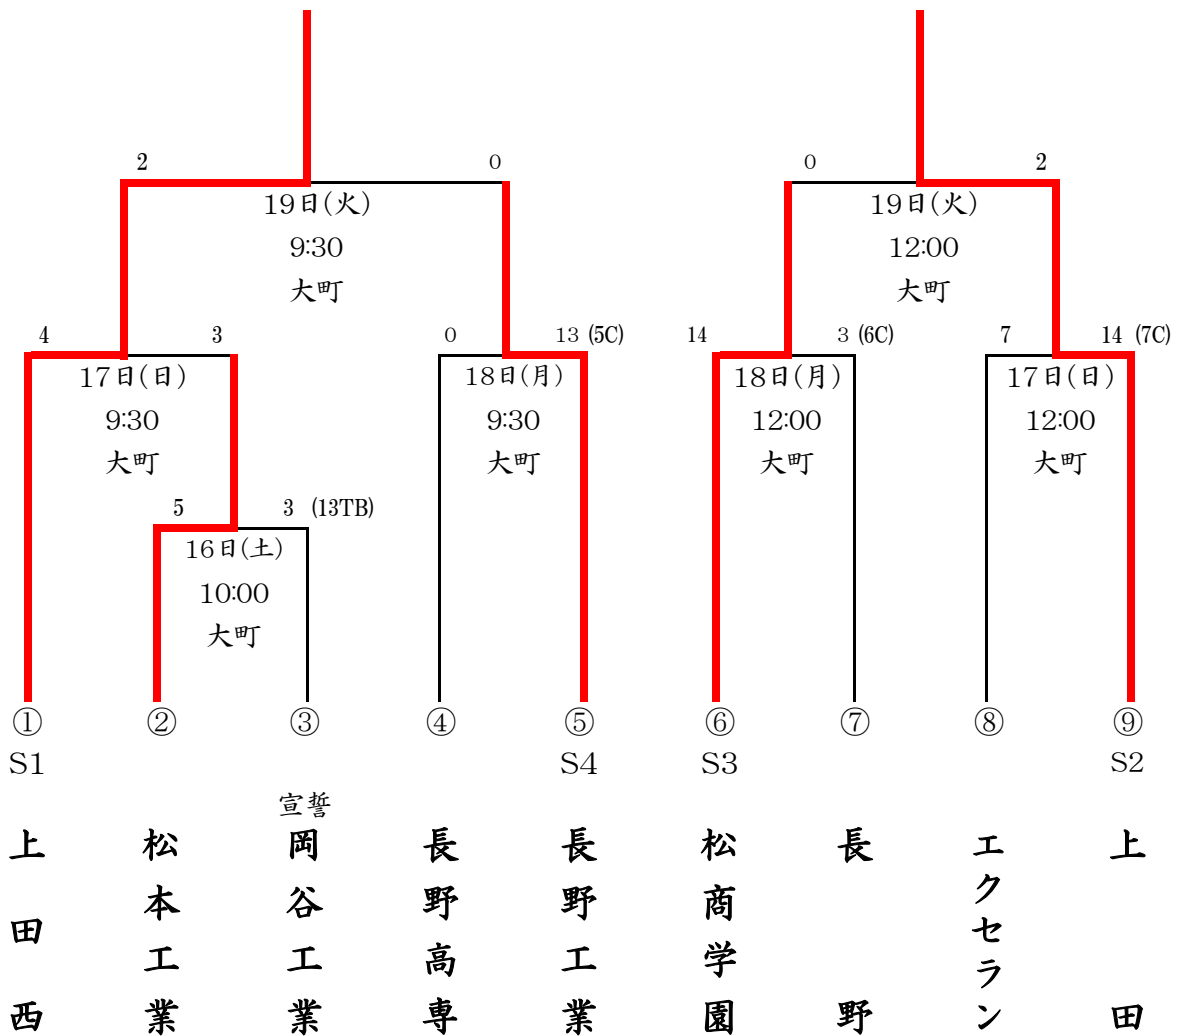 2 0 0 2
19日(火) 19日(火)
9:30 12:00
大町 大町
4 3 0 13 (5C) 14 3 (6C) 7 14 (7C)
17日(日) 18日(月) 18日(月) 17日(日)
9:30 9:30 12:00 12:00
大町 大町 大町 大町
5 3 (13TB)
16日(土)
10:00
大町
① ② ③ ④ ⑤ ⑥ ⑦ ⑧ ⑨
S1 S4 S3 S2
宣誓
上田西
松本工業
岡谷工業
長野高専
長野工業
松商学園
長野
エクセラン
上田